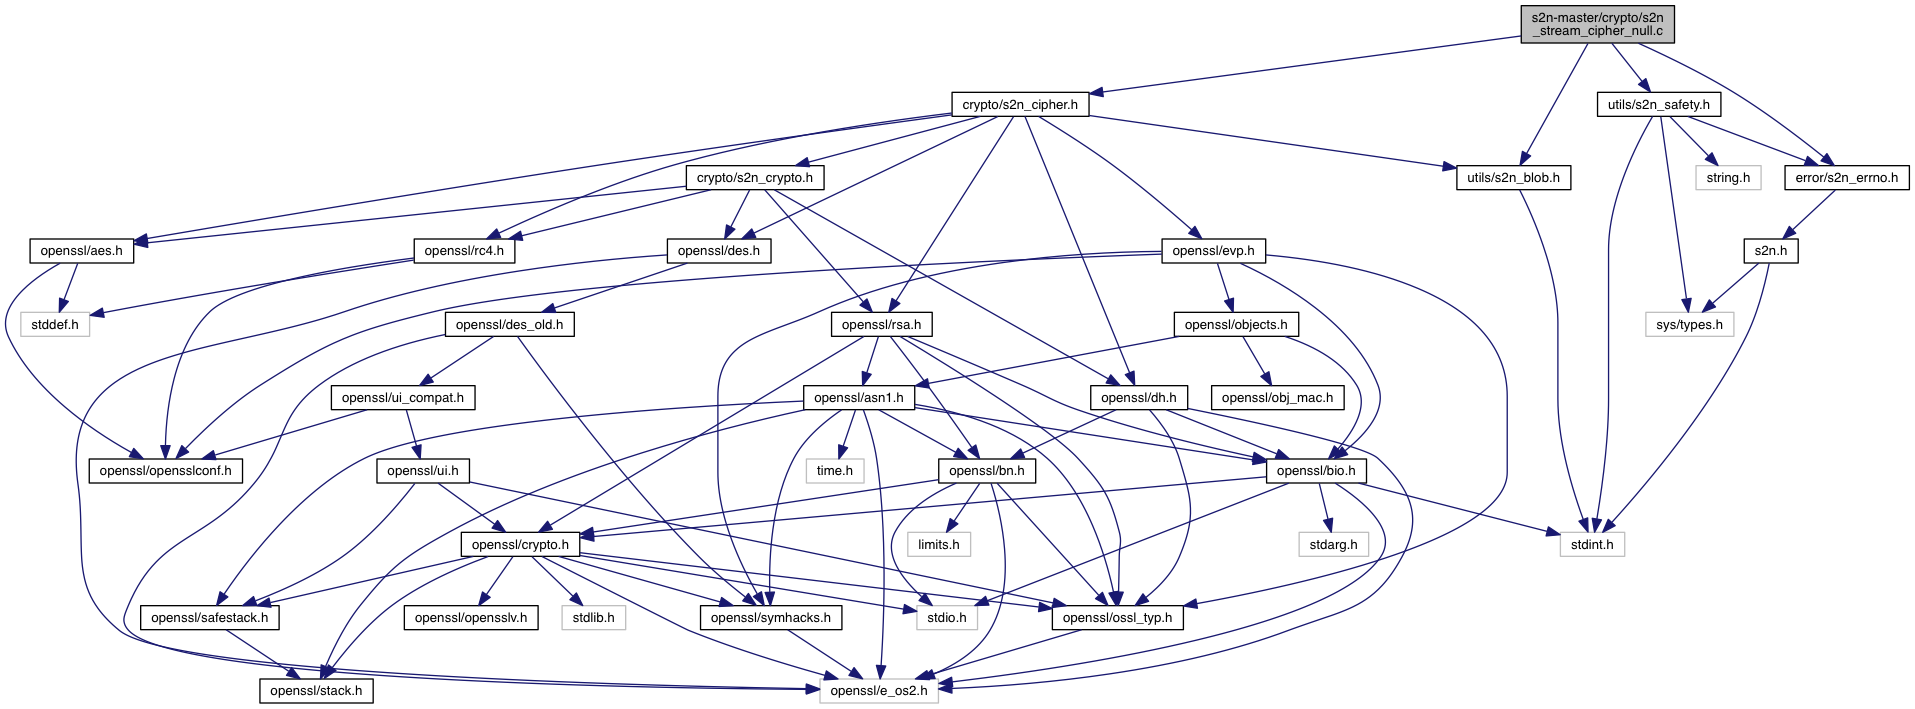 s2n-master/crypto/s2n
_stream_cipher_null.c
crypto/s2n_cipher.h
utils/s2n_safety.h
crypto/s2n_crypto.h
utils/s2n_blob.h
string.h
error/s2n_errno.h
openssl/aes.h
openssl/rc4.h
openssl/des.h
openssl/evp.h
s2n.h
stddef.h
openssl/des_old.h
openssl/rsa.h
openssl/objects.h
sys/types.h
openssl/ui_compat.h
openssl/asn1.h
openssl/dh.h
openssl/obj_mac.h
openssl/opensslconf.h
openssl/ui.h
time.h
openssl/bn.h
openssl/bio.h
openssl/crypto.h
limits.h
stdarg.h
stdint.h
openssl/safestack.h
openssl/opensslv.h
stdlib.h
openssl/symhacks.h
stdio.h
openssl/ossl_typ.h
openssl/stack.h
openssl/e_os2.h